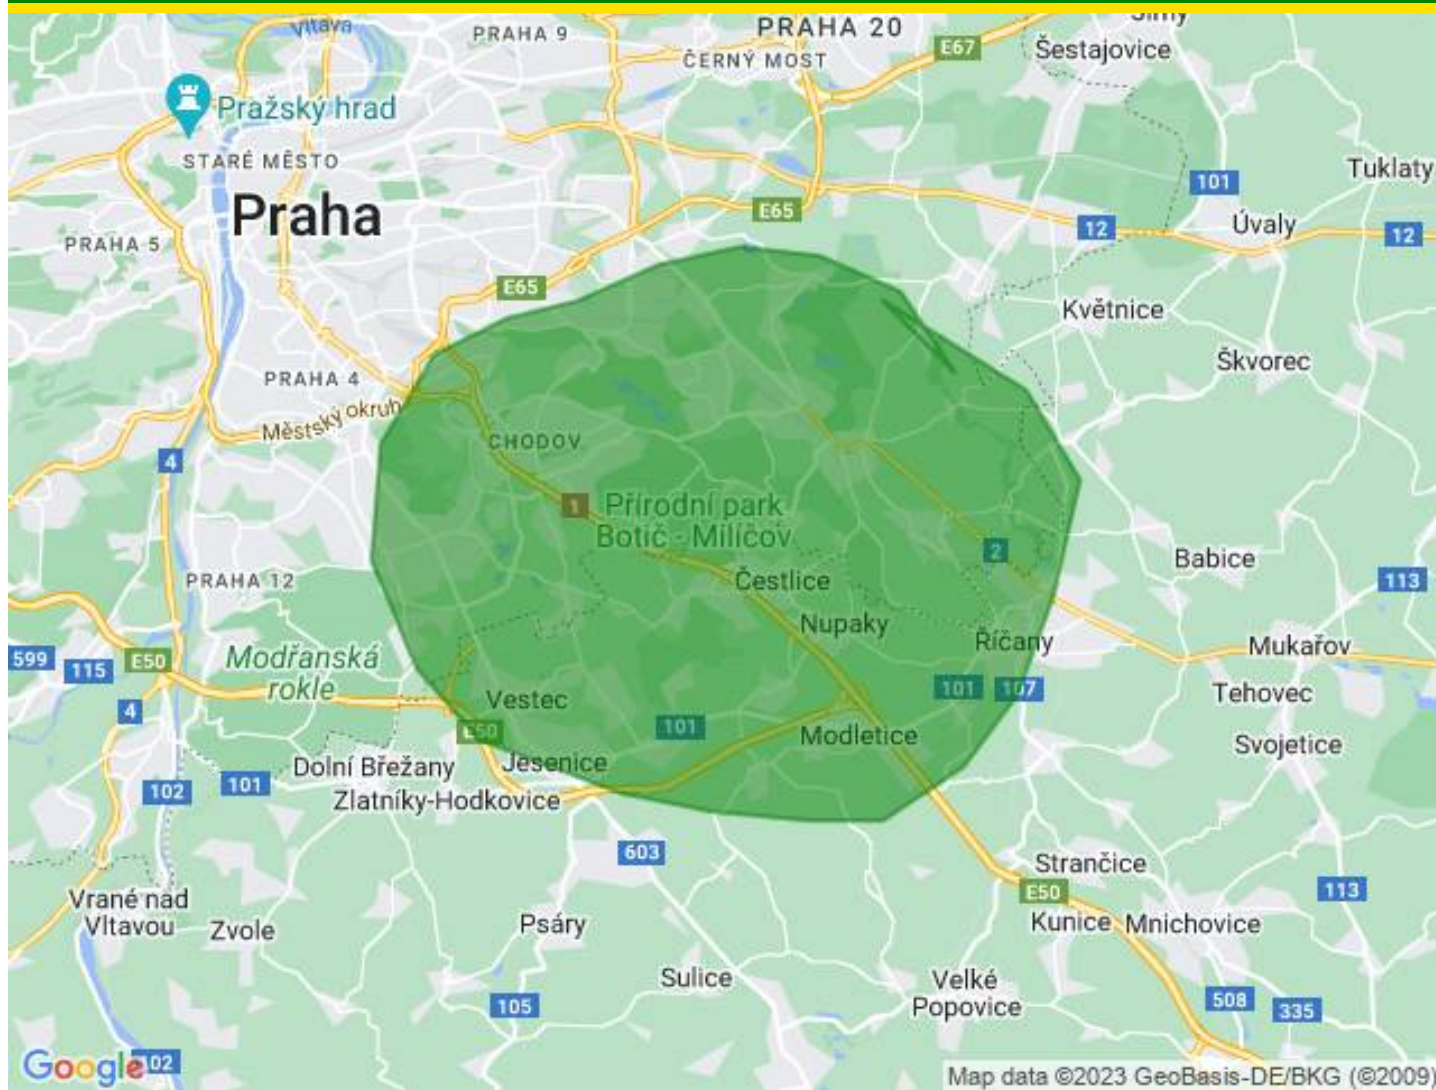 Vltava
PRAHA 9
PRAHA 20
E67
Šestajovice
ČERNÝ MOST
Pražský hrad
STARÉ MĚSTO
Tuklaty
101
Praha
E65
12
Úvaly
12
PRAHA 5
E65
Květnice
Škvorec
PRAHA 4
Městský okruh
CHODOV
4
1
Přírodní park
Botič - Milíčov
2
Babice
PRAHA 12
Čestlice
113
Nupaky
Říčany
Mukařov
599
115
E50
Modřanská
rokle
101
107
Tehovec
Vestec
4
E50
101
Modletice
Svojetice
Jesenice
Dolní Břežany
102
101
Zlatníky-Hodkovice
603
Strančice
E50
113
Vrané nad
Vltavou
Zvole
Psáry
Kunice
Mnichovice
Sulice
Velké
Popovice
105
508
335
Google
102
Map data ©2023 GeoBasis-DE/BKG (©2009)